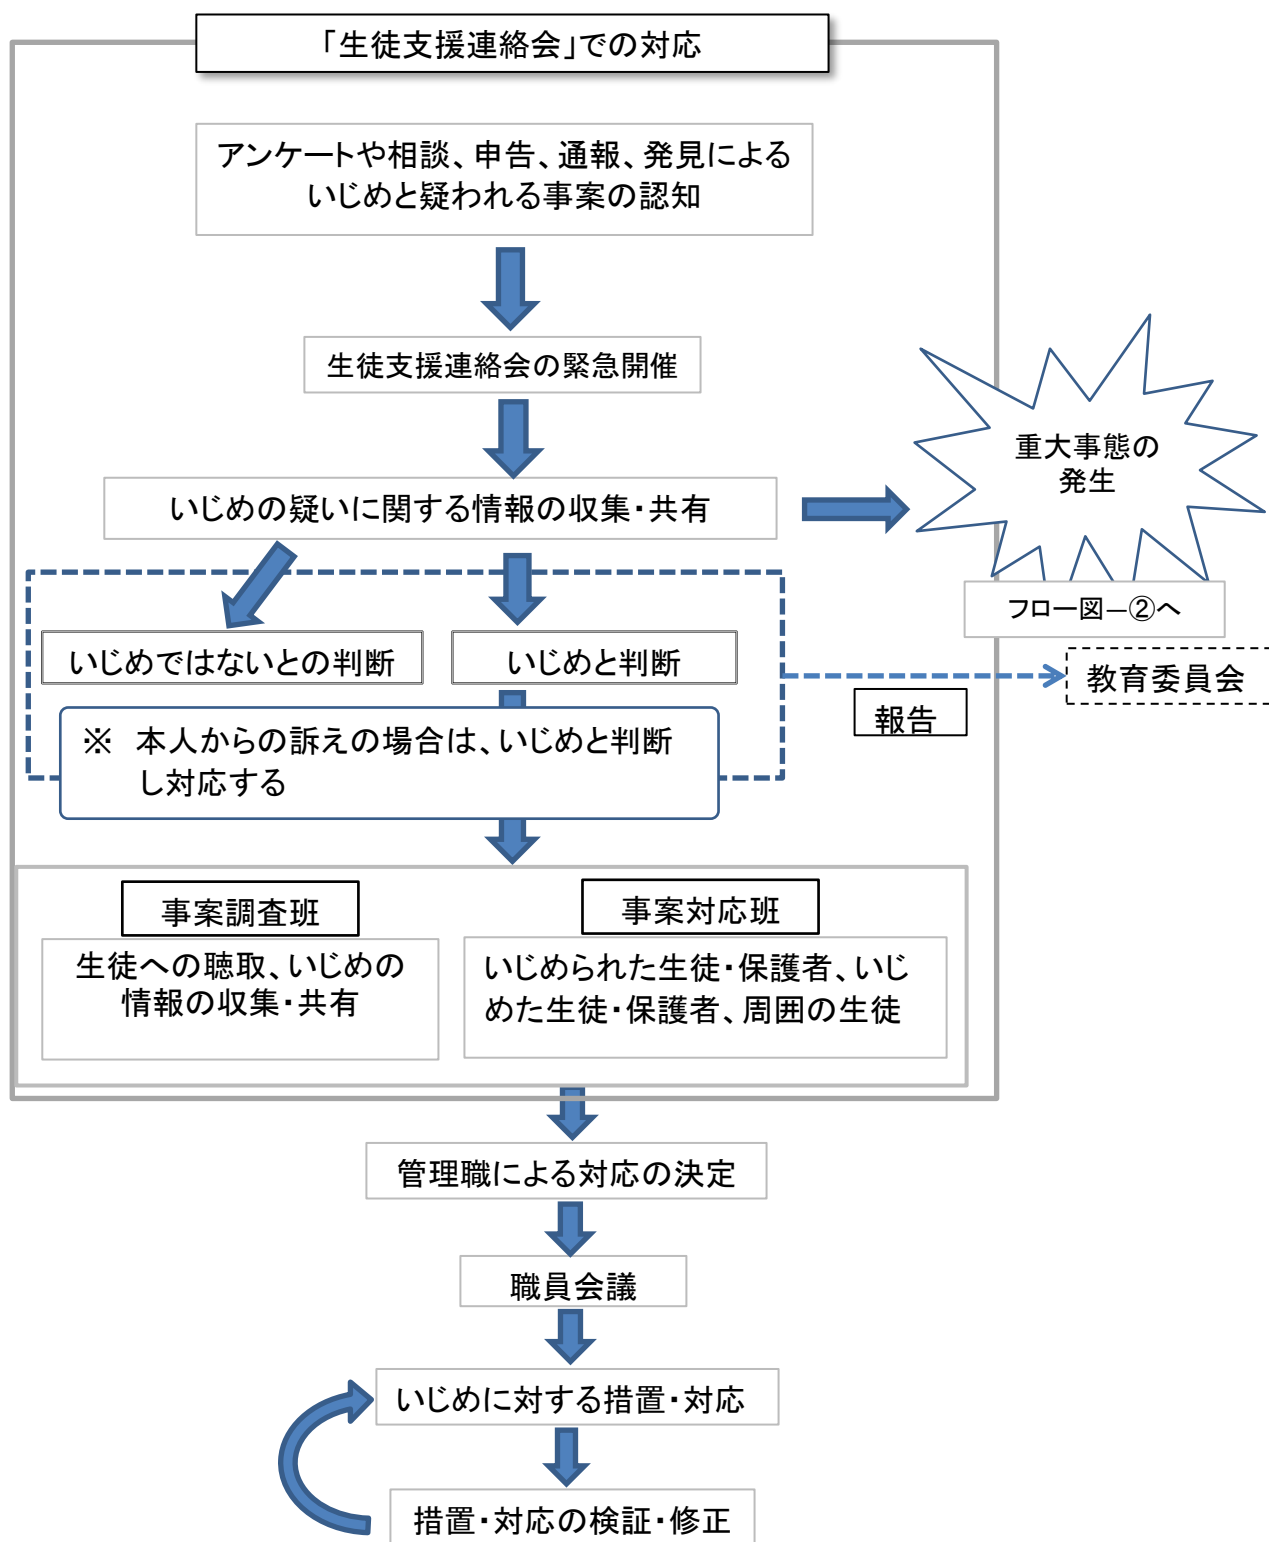 「生徒支援連絡会」での対応
アンケートや相談、申告、通報、発見による
いじめと疑われる事案の認知
生徒支援連絡会の緊急開催
重大事態の
発生
いじめの疑いに関する情報の収集・共有
フロー図―②へ
いじめではないとの判断
いじめと判断
教育委員会
報告
※ 本人からの訴えの場合は、いじめと判断
し対応する
事案調査班
生徒への聴取、いじめの
情報の収集・共有
事案対応班
いじめられた生徒・保護者、いじ
めた生徒・保護者、周囲の生徒
管理職による対応の決定
職員会議
いじめに対する措置・対応
措置・対応の検証・修正